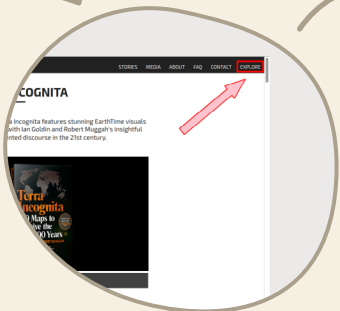 STORIES MEDIA ABOUT FAQ CONTACT EXPLORE
COGNITA
Incognita features stunning EarthTime visuals
with Ian Goldin and Robert Muggah's insightful
nted discourse in the 21st century.
Terra
Incognita
Maps to
ve the
00 Years